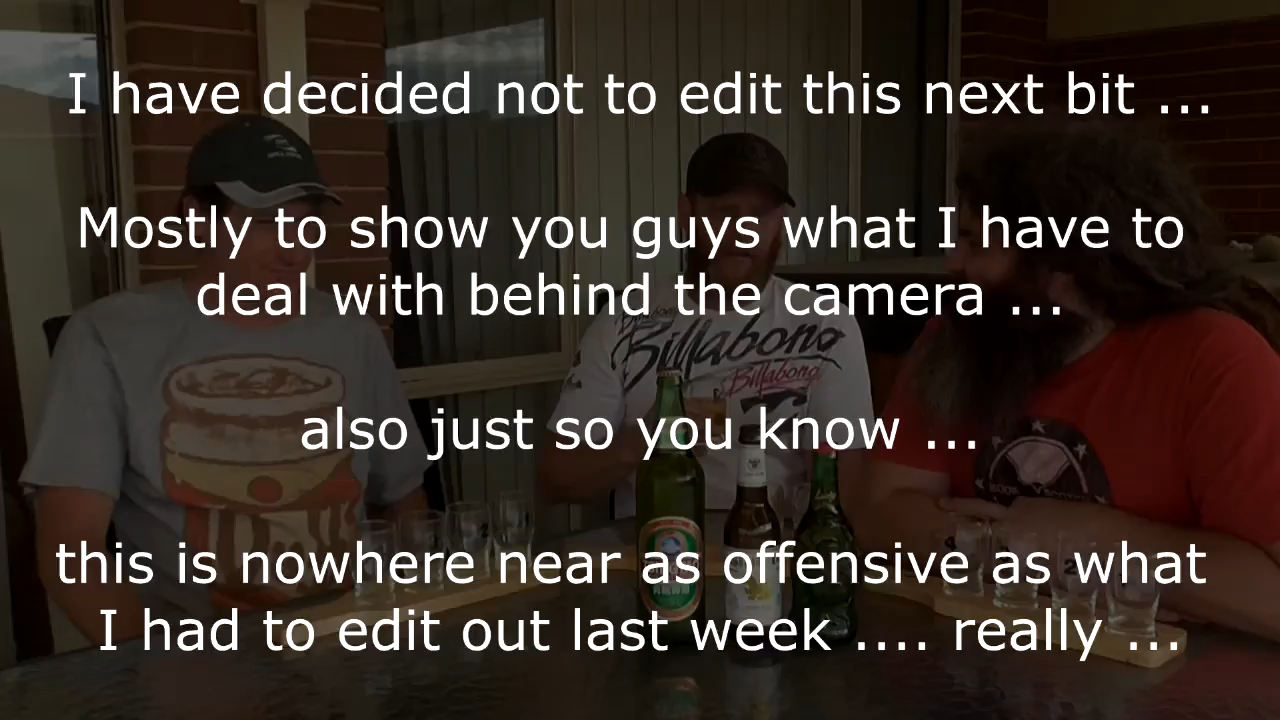 I have decided not to edit this next bit ...
Mostly to show you guys what I have to
deal with behind the camera ...
also just so you know ...
this is nowhere near as offensive as what
I had to edit out last week .... really ...
Billabong
Billabong